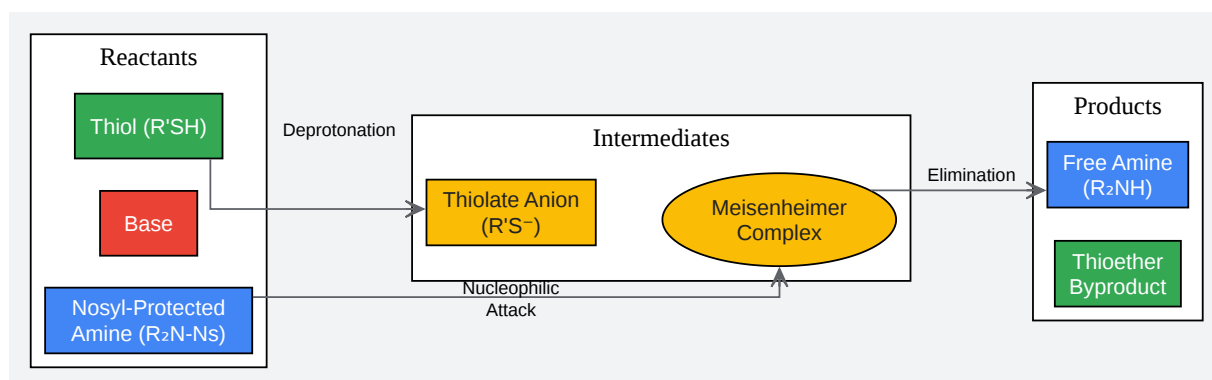 Reactants
Thiol (R'SH)
Base
Nosyl-Protected
Amine (R₂N-Ns)
Deprotonation
Nucleophilic
Attack
Intermediates
Thiolate Anion
(R'S⁻)
Meisenheimer
Complex
Elimination
Products
Free Amine
(R₂NH)
Thioether
Byproduct